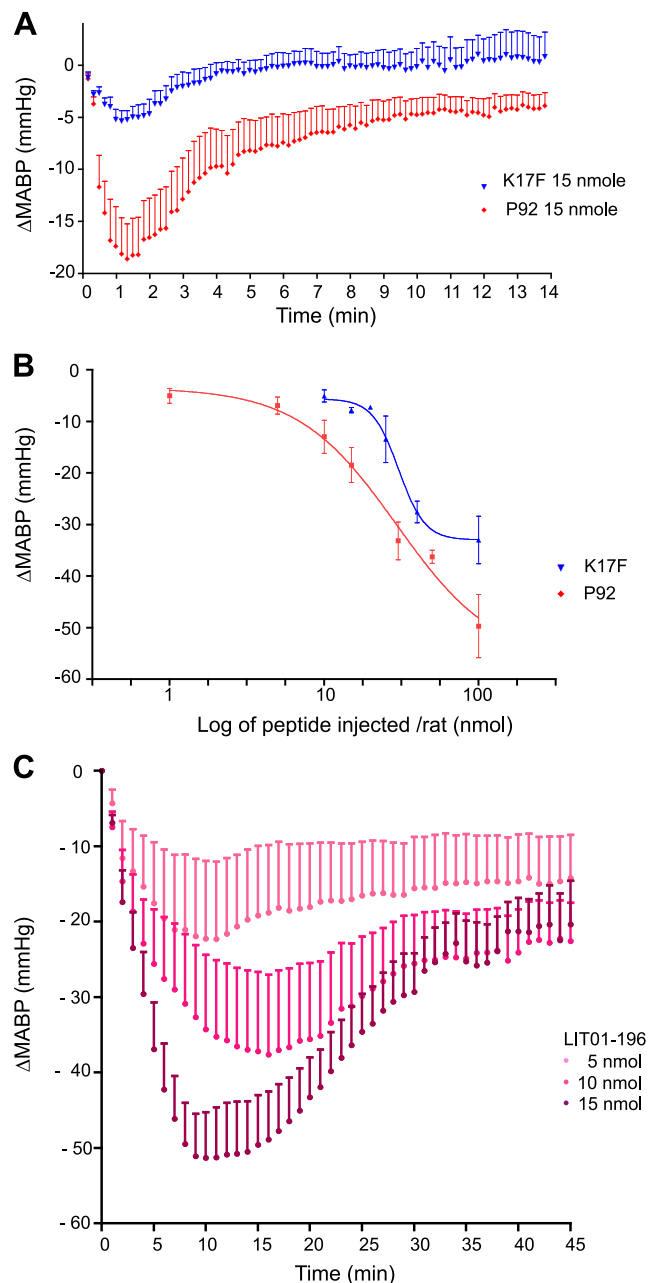 A
ΔMABP (mmHg)
0
-5
-10
-15
-20
K17F 15 nmole
P92 15 nmole
0 1 2 3 4 5 6 7 8 9 10 11 12 13 14
Time (min)
B
ΔMABP (mmHg)
0
-10
-20
-30
-40
-50
-60
K17F
P92
1 10 100
Log of peptide injected /rat (nmol)
C
ΔMABP (mmHg)
0
- 10
- 20
- 30
- 40
- 50
- 60
LIT01-196
5 nmol
10 nmol
15 nmol
0 5 10 15 20 25 30 35 40 45
Time (min)